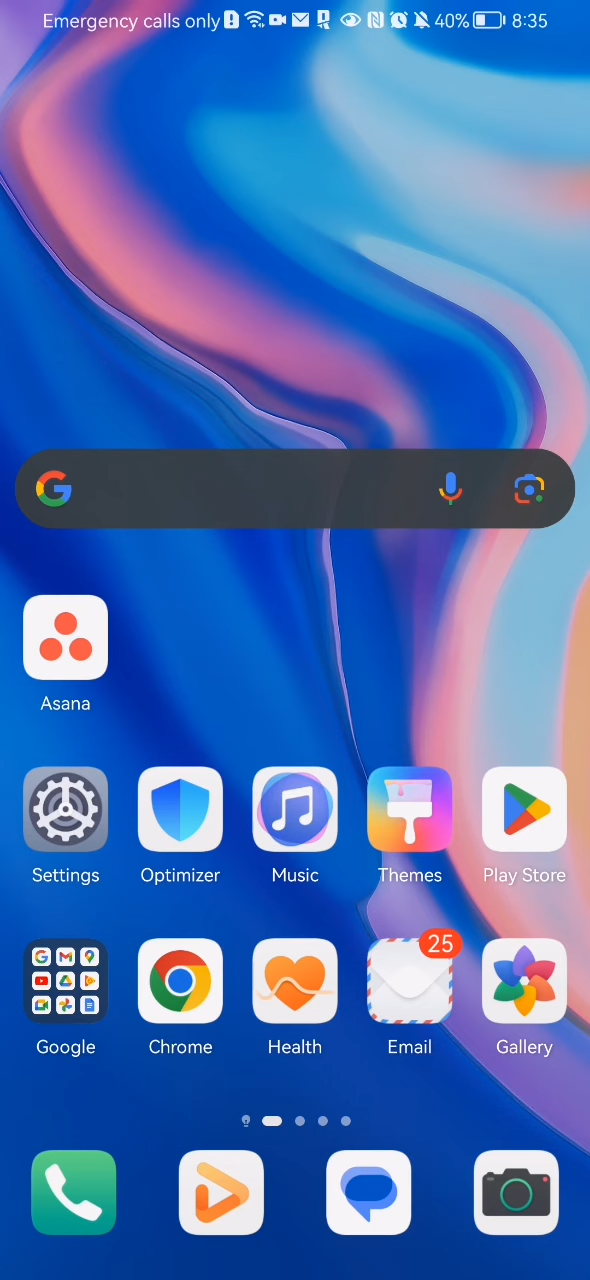 Emergency calls only 40% 8:35
Asana
Settings Optimizer Music Themes Play Store
25
Google Chrome Health Email Gallery